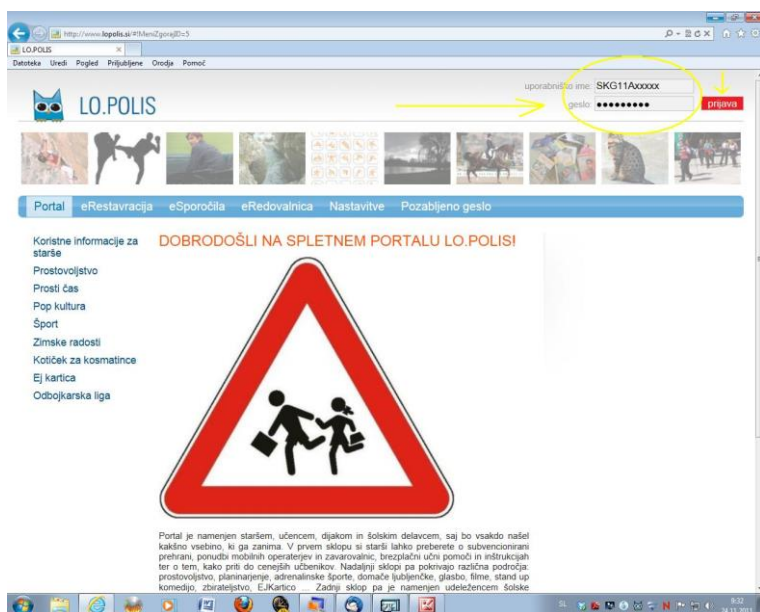 http://www.lopolis.si/#!MeniZgorajID=5
LO.POLIS
Datoteka Uredi Pogled Priljubljene Orodja Pomoč
uporabniško ime: SKG11Axxxxx
geslo: ●●●●●●●●● prijava
LO.POLIS
Portal eRestavracija eSporočila eRedovalnica Nastavitve Pozabljeno geslo
Koristne informacije za
starše
Prostovoljstvo
Prosti čas
Pop kultura
Šport
Zimske radosti
Kotiček za kosmatince
Ej kartica
Odbojkarska liga
DOBRODOŠLI NA SPLETNEM PORTALU LO.POLIS!
Portal je namenjen staršem, učencem, dijakom in šolskim delavcem, saj bo vsakdo našel
kakšno vsebino, ki ga zanima. V prvem sklopu si starši lahko preberete o subvencionirani
prehrani, ponudbi mobilnih operaterjev in zavarovalnic, brezplačni učni pomoči in inštrukcijah
ter o tem, kako priti do cenejših učbenikov. Nadaljnji sklopi pa pokrivajo različna področja:
prostovoljstvo, planinarjenje, adrenalinske športe, domače ljubljenčke, glasbo, filme, stand up
komedijo, zbirateljstvo, EJKartico ... Zadnji sklop pa je namenjen udeležencem šolske
SL
9:32